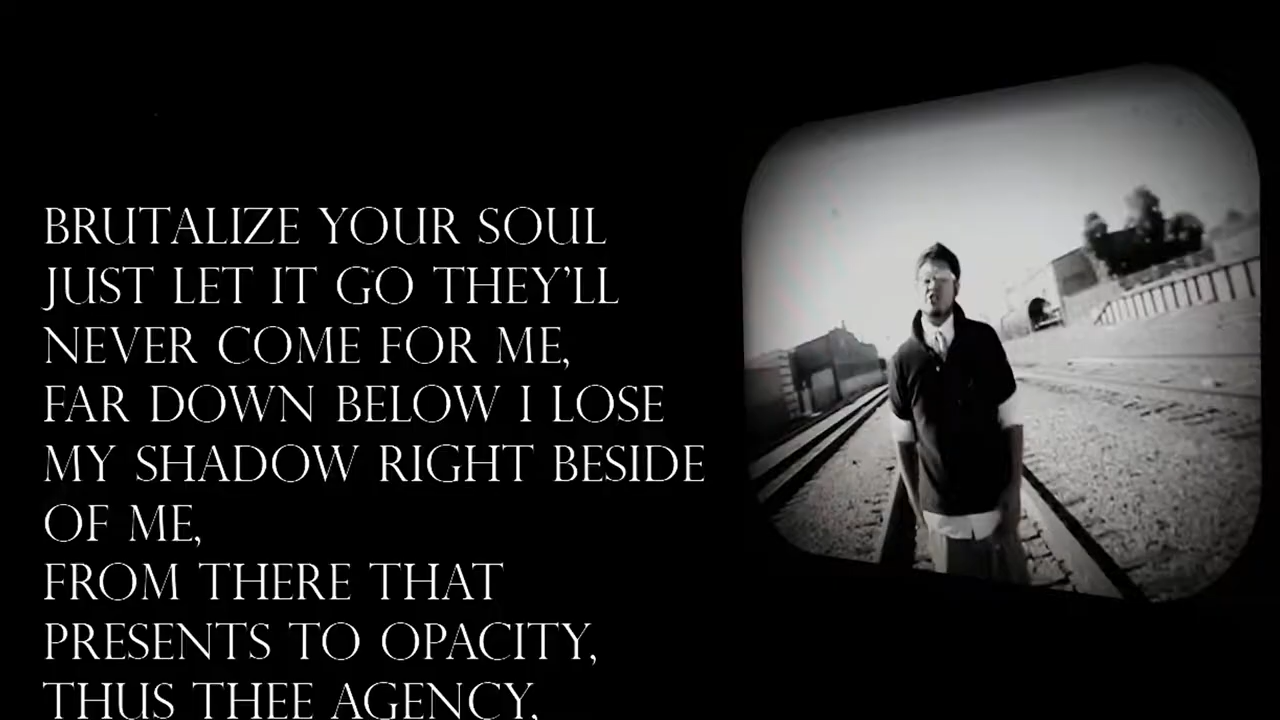 BRUTALIZE YOUR SOUL
JUST LET IT GO THEY'LL
NEVER COME FOR ME,
FAR DOWN BELOW I LOSE
MY SHADOW RIGHT BESIDE
OF ME,
FROM THERE THAT
PRESENTS TO OPACITY,
THUS THEE AGENCY,